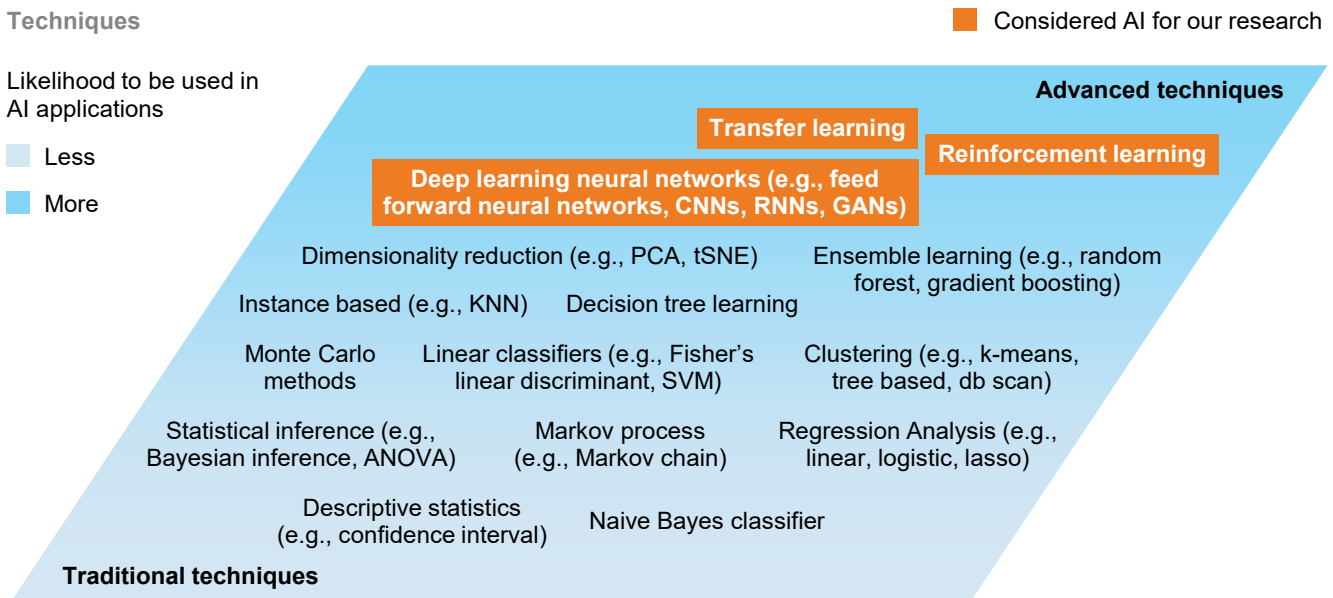 Techniques
Considered AI for our research
Likelihood to be used in
AI applications
Less
More
Advanced techniques
Transfer learning
Reinforcement learning
Deep learning neural networks (e.g., feed
forward neural networks, CNNs, RNNs, GANs)
Dimensionality reduction (e.g., PCA, tSNE)
Ensemble learning (e.g., random
forest, gradient boosting)
Instance based (e.g., KNN)
Decision tree learning
Monte Carlo
methods
Linear classifiers (e.g., Fisher's
linear discriminant, SVM)
Clustering (e.g., k-means,
tree based, db scan)
Statistical inference (e.g.,
Bayesian inference, ANOVA)
Markov process
(e.g., Markov chain)
Regression Analysis (e.g.,
linear, logistic, lasso)
Descriptive statistics
(e.g., confidence interval)
Naive Bayes classifier
Traditional techniques